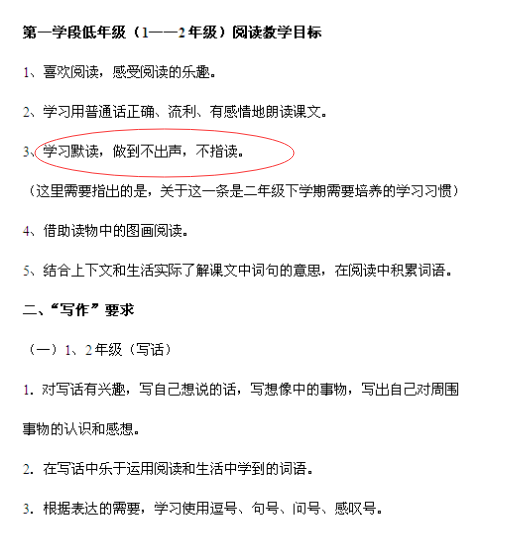 第一学段低年级（1——2年级）阅读教学目标
1、喜欢阅读，感受阅读的乐趣。
2、学习用普通话正确、流利、有感情地朗读课文。
3、学习默读，做到不出声，不指读。
（这里需要指出的是，关于这一条是二年级下学期需要培养的学习习惯）
4、借助读物中的图画阅读。
5、结合上下文和生活实际了解课文中词句的意思，在阅读中积累词语。
二、“写作”要求
（一）1、2年级（写话）
1．对写话有兴趣，写自己想说的话，写想像中的事物，写出自己对周围
事物的认识和感想。
2．在写话中乐于运用阅读和生活中学到的词语。
3．根据表达的需要，学习使用逗号、句号、问号、感叹号。